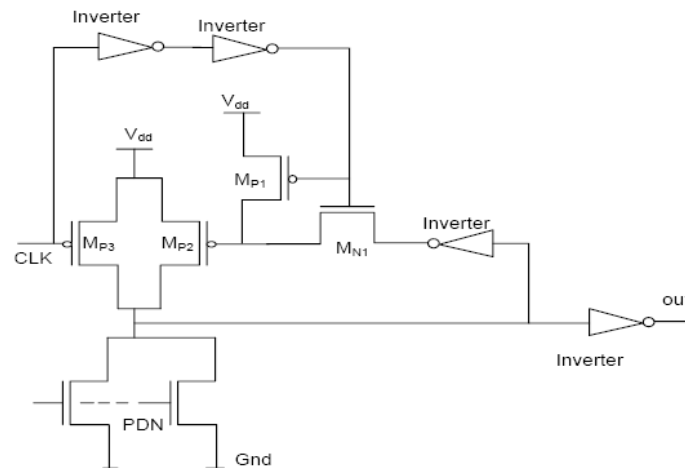 Inverter
Inverter
Vdd
Vdd
MP1
MP3
MP2
CLK
MN1
Inverter
ou
Inverter
PDN
Gnd